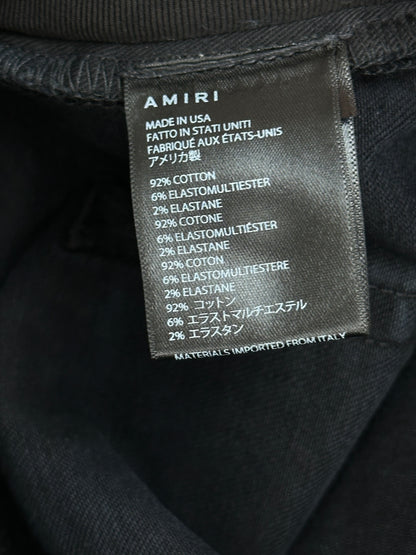 AMIRI
MADE IN USA
FATTO IN STATI UNITI
FABRIQUÉ AUX ÉTATS-UNIS
アメリカ製
92% COTTON
6% ELASTOMULTIESTER
2% ELASTANE
92% COTONE
6% ELASTOMULTIÉSTER
2% ELASTANE
92% COTON
6% ELASTOMULTIESTERE
2% ELASTANE
92% コットン
6% エラストマルチエステル
2% エラスタン
MATERIALS IMPORTED FROM ITALY